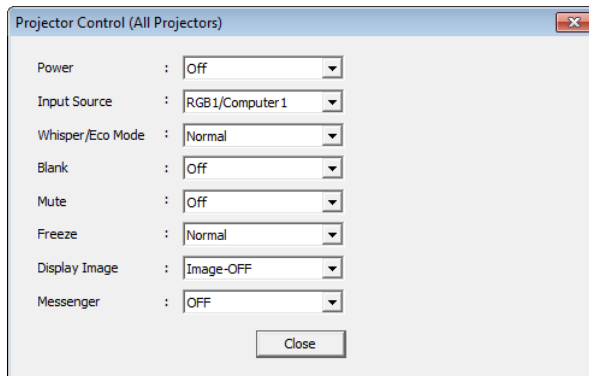 Projector Control (All Projectors)
Power : Off
Input Source : RGB1/Computer1
Whisper/Eco Mode : Normal
Blank : Off
Mute : Off
Freeze : Normal
Display Image : Image-OFF
Messenger : OFF
Close